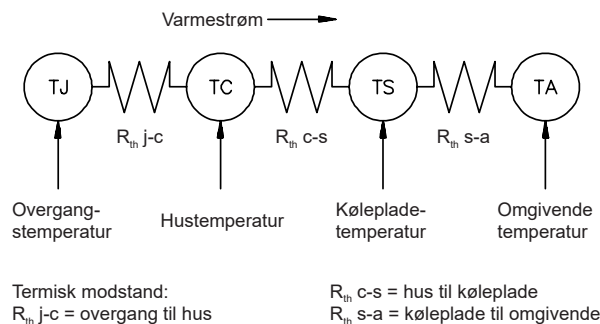 Varmestrøm
TJ TC TS TA
Rth j-c Rth c-s Rth s-a
Overgang-
stemperatur
Hustemperatur
Køleplade-
temperatur
Omgivende
temperatur
Termisk modstand:
Rth j-c = overgang til hus
Rth c-s = hus til køleplade
Rth s-a = køleplade til omgivende